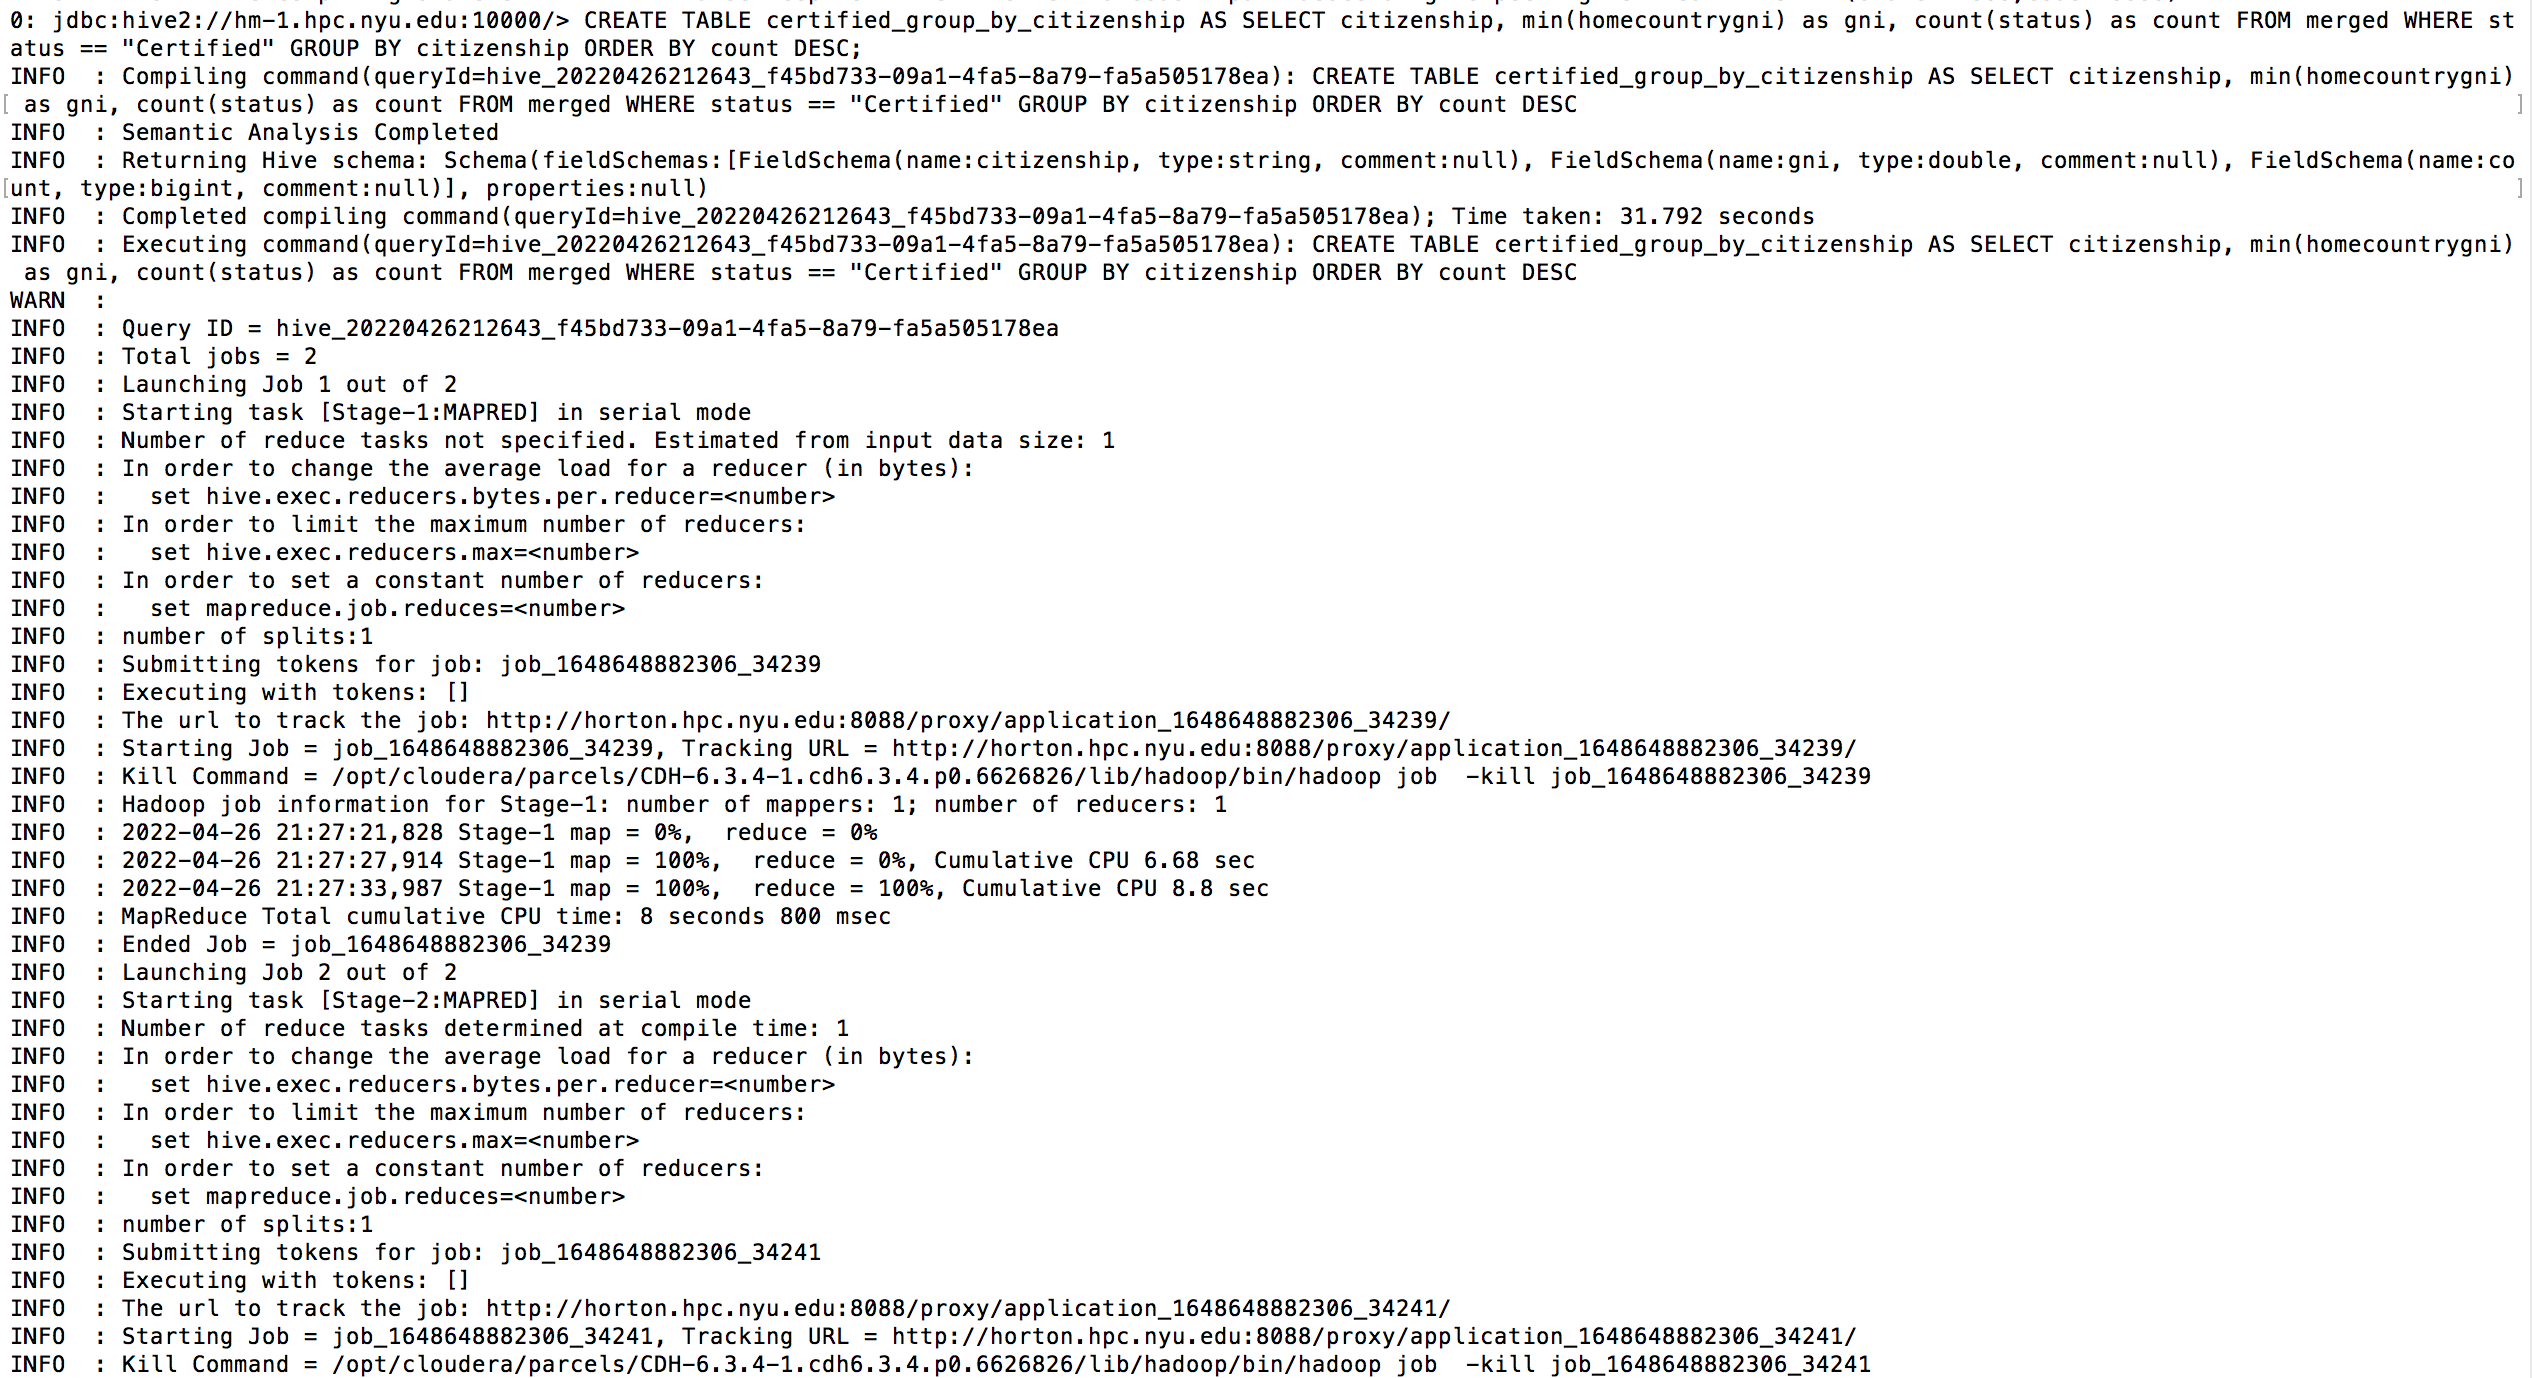 0: jdbc:hive2://hm-1.hpc.nyu.edu:10000/> CREATE TABLE certified_group_by_citizenship AS SELECT citizenship, min(homecountrygni) as gni, count(status) as count FROM merged WHERE st
atus == "Certified" GROUP BY citizenship ORDER BY count DESC;
INFO  : Compiling command(queryId=hive_20220426212643_f45bd733-09a1-4fa5-8a79-fa5a505178ea): CREATE TABLE certified_group_by_citizenship AS SELECT citizenship, min(homecountrygni)
[ as gni, count(status) as count FROM merged WHERE status == "Certified" GROUP BY citizenship ORDER BY count DESC ]
INFO  : Semantic Analysis Completed
INFO  : Returning Hive schema: Schema(fieldSchemas:[FieldSchema(name:citizenship, type:string, comment:null), FieldSchema(name:gni, type:double, comment:null), FieldSchema(name:co
[unt, type:bigint, comment:null)], properties:null) ]
INFO  : Completed compiling command(queryId=hive_20220426212643_f45bd733-09a1-4fa5-8a79-fa5a505178ea); Time taken: 31.792 seconds
INFO  : Executing command(queryId=hive_20220426212643_f45bd733-09a1-4fa5-8a79-fa5a505178ea): CREATE TABLE certified_group_by_citizenship AS SELECT citizenship, min(homecountrygni)
 as gni, count(status) as count FROM merged WHERE status == "Certified" GROUP BY citizenship ORDER BY count DESC
WARN  :
INFO  : Query ID = hive_20220426212643_f45bd733-09a1-4fa5-8a79-fa5a505178ea
INFO  : Total jobs = 2
INFO  : Launching Job 1 out of 2
INFO  : Starting task [Stage-1:MAPRED] in serial mode
INFO  : Number of reduce tasks not specified. Estimated from input data size: 1
INFO  : In order to change the average load for a reducer (in bytes):
INFO  :   set hive.exec.reducers.bytes.per.reducer=<number>
INFO  : In order to limit the maximum number of reducers:
INFO  :   set hive.exec.reducers.max=<number>
INFO  : In order to set a constant number of reducers:
INFO  :   set mapreduce.job.reduces=<number>
INFO  : number of splits:1
INFO  : Submitting tokens for job: job_1648648882306_34239
INFO  : Executing with tokens: []
INFO  : The url to track the job: http://horton.hpc.nyu.edu:8088/proxy/application_1648648882306_34239/
INFO  : Starting Job = job_1648648882306_34239, Tracking URL = http://horton.hpc.nyu.edu:8088/proxy/application_1648648882306_34239/
INFO  : Kill Command = /opt/cloudera/parcels/CDH-6.3.4-1.cdh6.3.4.p0.6626826/lib/hadoop/bin/hadoop job  -kill job_1648648882306_34239
INFO  : Hadoop job information for Stage-1: number of mappers: 1; number of reducers: 1
INFO  : 2022-04-26 21:27:21,828 Stage-1 map = 0%,  reduce = 0%
INFO  : 2022-04-26 21:27:27,914 Stage-1 map = 100%,  reduce = 0%, Cumulative CPU 6.68 sec
INFO  : 2022-04-26 21:27:33,987 Stage-1 map = 100%,  reduce = 100%, Cumulative CPU 8.8 sec
INFO  : MapReduce Total cumulative CPU time: 8 seconds 800 msec
INFO  : Ended Job = job_1648648882306_34239
INFO  : Launching Job 2 out of 2
INFO  : Starting task [Stage-2:MAPRED] in serial mode
INFO  : Number of reduce tasks determined at compile time: 1
INFO  : In order to change the average load for a reducer (in bytes):
INFO  :   set hive.exec.reducers.bytes.per.reducer=<number>
INFO  : In order to limit the maximum number of reducers:
INFO  :   set hive.exec.reducers.max=<number>
INFO  : In order to set a constant number of reducers:
INFO  :   set mapreduce.job.reduces=<number>
INFO  : number of splits:1
INFO  : Submitting tokens for job: job_1648648882306_34241
INFO  : Executing with tokens: []
INFO  : The url to track the job: http://horton.hpc.nyu.edu:8088/proxy/application_1648648882306_34241/
INFO  : Starting Job = job_1648648882306_34241, Tracking URL = http://horton.hpc.nyu.edu:8088/proxy/application_1648648882306_34241/
INFO  : Kill Command = /opt/cloudera/parcels/CDH-6.3.4-1.cdh6.3.4.p0.6626826/lib/hadoop/bin/hadoop job  -kill job_1648648882306_34241